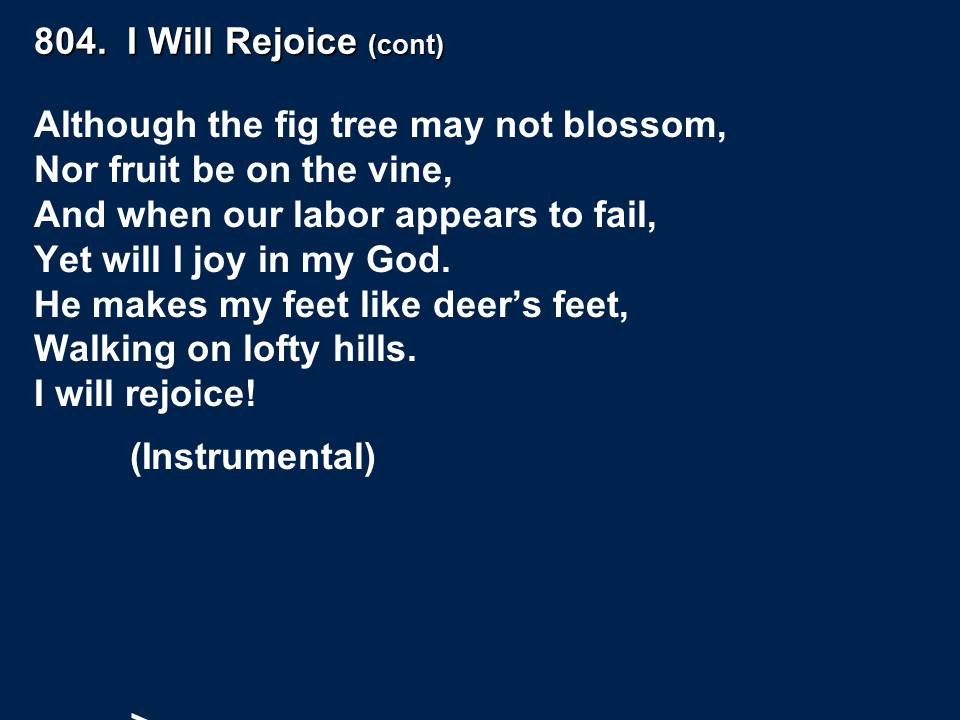 804. I Will Rejoice (cont)
Although the fig tree may not blossom,
Nor fruit be on the vine,
And when our labor appears to fail,
Yet will I joy in my God.
He makes my feet like deer’s feet,
Walking on lofty hills.
I will rejoice!
(Instrumental)